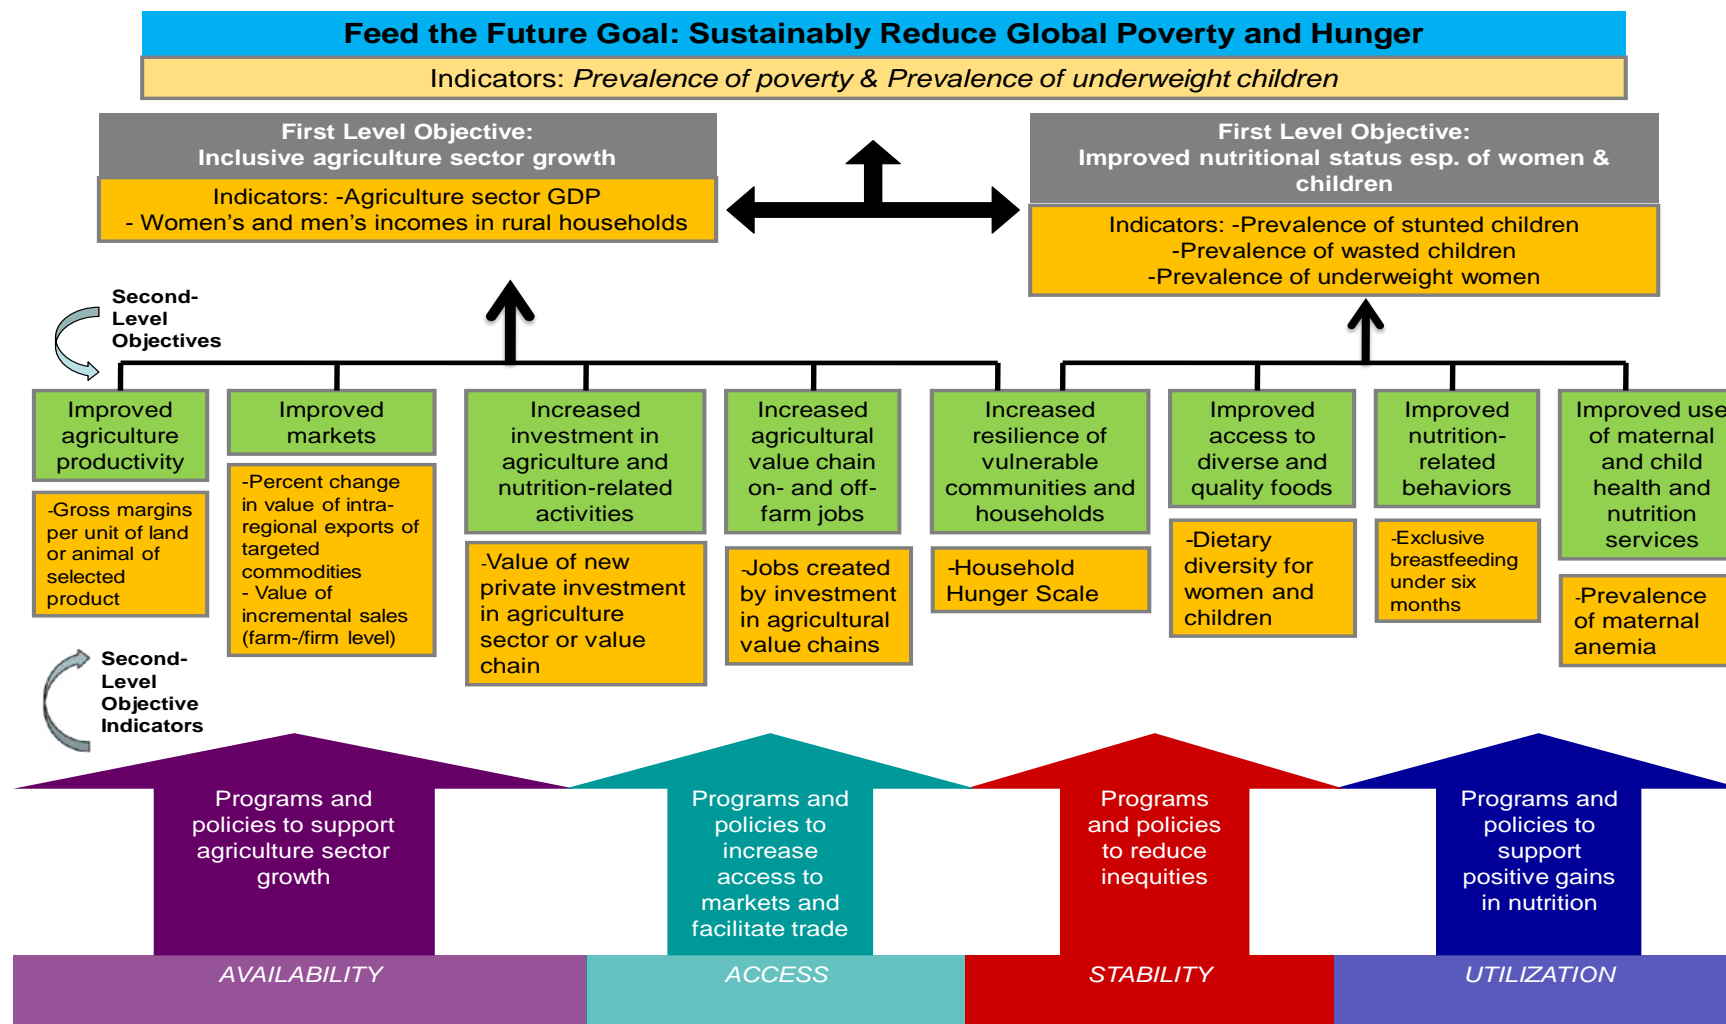 Feed the Future Goal: Sustainably Reduce Global Poverty and Hunger
Indicators: Prevalence of poverty & Prevalence of underweight children
First Level Objective:
Inclusive agriculture sector growth
Indicators: -Agriculture sector GDP
- Women’s and men’s incomes in rural households
First Level Objective:
Improved nutritional status esp. of women &
children
Indicators: -Prevalence of stunted children
-Prevalence of wasted children
-Prevalence of underweight women
Second-
Level
Objectives
Improved
agriculture
productivity
-Gross margins
per unit of land
or animal of
selected
product
Improved
markets
-Percent change
in value of intra-
regional exports of
targeted
commodities
- Value of
incremental sales
(farm-/firm level)
Increased
investment in
agriculture and
nutrition-related
activities
-Value of new
private investment
in agriculture
sector or value
chain
Increased
agricultural
value chain
on- and off-
farm jobs
-Jobs created
by investment
in agricultural
value chains
Increased
resilience of
vulnerable
communities and
households
-Household
Hunger Scale
Improved
access to
diverse and
quality foods
-Dietary
diversity for
women and
children
Improved
nutrition-
related
behaviors
-Exclusive
breastfeeding
under six
months
Improved use
of maternal
and child
health and
nutrition
services
-Prevalence
of maternal
anemia
Second-
Level
Objective
Indicators
Programs and
policies to support
agriculture sector
growth
Programs and
policies to
increase
access to
markets and
facilitate trade
Programs
and policies
to reduce
inequities
Programs and
policies to
support
positive gains
in nutrition
AVAILABILITY
ACCESS
STABILITY
UTILIZATION